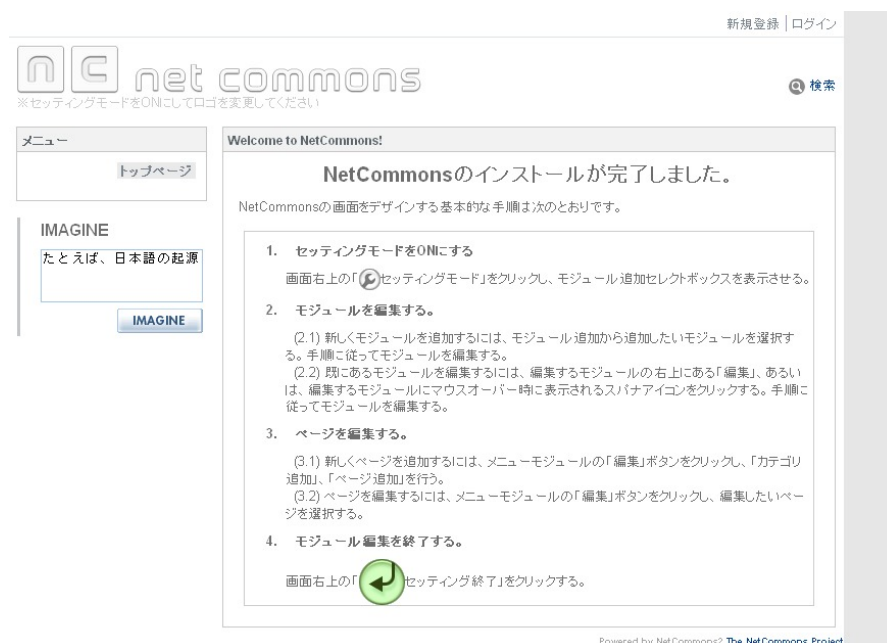 新規登録 | ログイン
nc net commons
※セッティングモードをONにしてロゴを変更してください
検索
メニュー
トップページ
IMAGINE
たとえば、日本語の起源
IMAGINE
Welcome to NetCommons!
NetCommonsのインストールが完了しました。
NetCommonsの画面をデザインする基本的な手順は次のとおりです。
1. セッティングモードをONにする
画面右上の「セッティングモード」をクリックし、モジュール追加セレクトボックスを表示させる。
2. モジュールを編集する。
(2.1) 新しくモジュールを追加するには、モジュール追加から追加したいモジュールを選択す
る。手順に従ってモジュールを編集する。
(2.2) 既にあるモジュールを編集するには、編集するモジュールの右上にある「編集」、あるい
は、編集するモジュールにマウスオーバー時に表示されるスパナアイコンをクリックする。手順に
従ってモジュールを編集する。
3. ページを編集する。
(3.1) 新しくページを追加するには、メニューモジュールの「編集」ボタンをクリックし、「カテゴリ
追加」、「ページ追加」を行う。
(3.2) ページを編集するには、メニューモジュールの「編集」ボタンをクリックし、編集したいペー
ジを選択する。
4. モジュール編集を終了する。
画面右上の「セッティング終了」をクリックする。
Powered by NetCommons2 The NetCommons Project